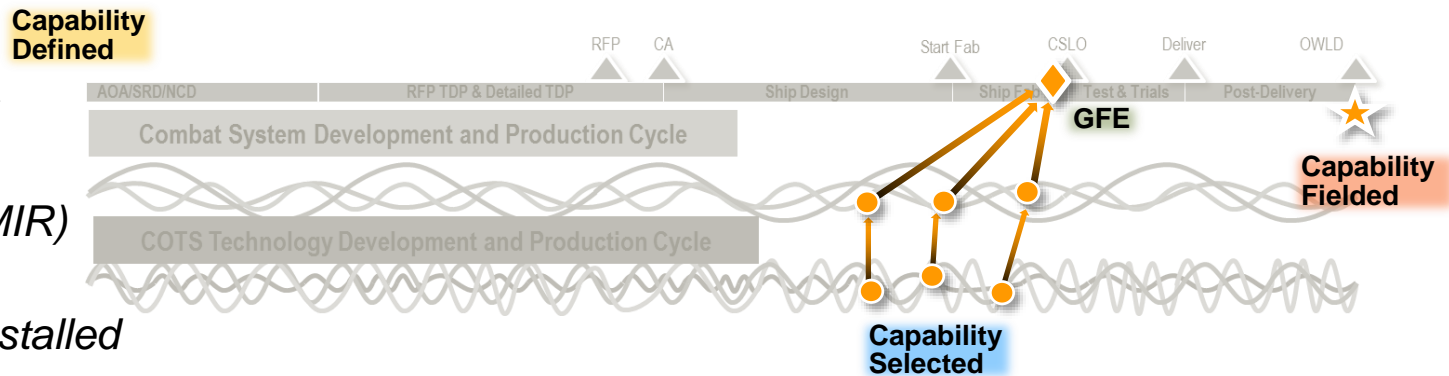 Capability
Defined
RFP CA Start Fab CSLO Deliver OWLD
AOA/SRD/NCD RFP TDP & Detailed TDP Ship Design Ship Fab Test & Trials Post-Delivery
GFE
Combat System Development and Production Cycle
Capability
Fielded
MIR)
COTS Technology Development and Production Cycle
stalled
Capability
Selected